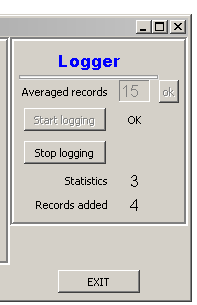 Logger
Averaged records 15 ok
Start logging OK
Stop logging
Statistics 3
Records added 4
EXIT